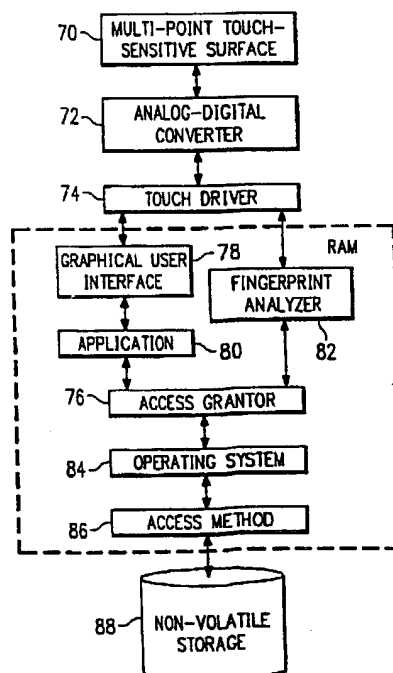 70
MULTI-POINT TOUCH-
SENSITIVE SURFACE
72
ANALOG-DIGITAL
CONVERTER
74
TOUCH DRIVER
RAM
GRAPHICAL USER
INTERFACE
78
FINGERPRINT
ANALYZER
82
APPLICATION
80
76
ACCESS GRANTOR
84
OPERATING SYSTEM
86
ACCESS METHOD
88
NON-VOLATILE
STORAGE